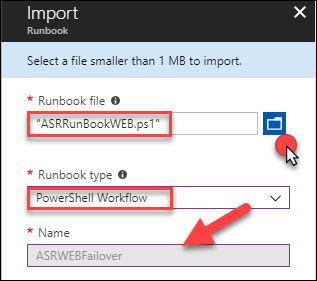 Import
Runbook
Select a file smaller than 1 MB to import.
* Runbook file
"ASRRunBookWEB.ps1"
* Runbook type
PowerShell Workflow
* Name
ASRWEBFailover